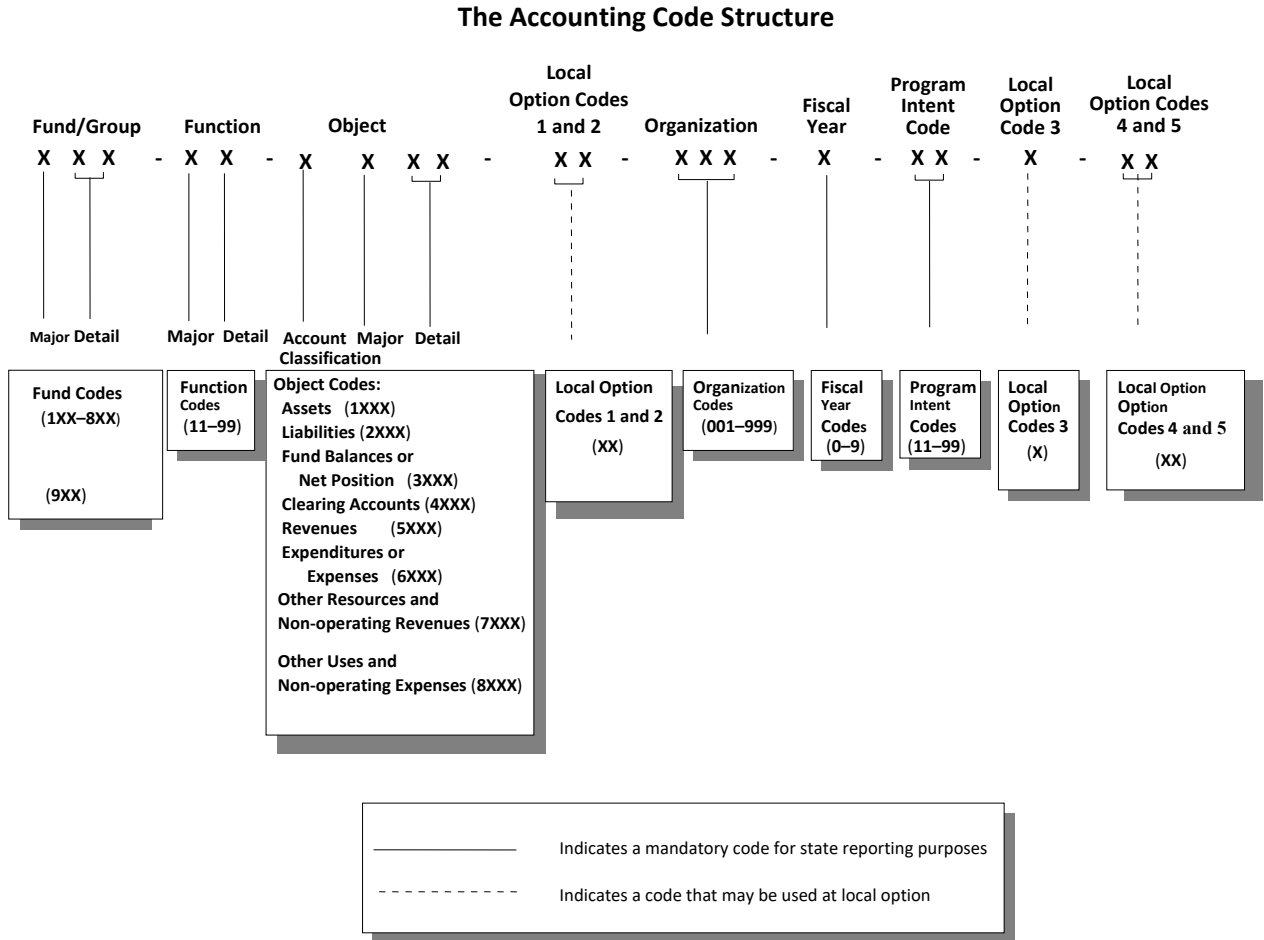 The Accounting Code Structure
Fund/Group
Function
Object
Local
Option Codes
1 and 2
Organization
Fiscal
Year
Program
Intent
Code
Local
Option
Code 3
Local
Option Codes
4 and 5
X X X - X X - X X X X - X X - X X X - X - X X - X - X X
Major Detail
Major Detail
Account Major Detail
Classification
Fund Codes
(1XX–8XX)
(9XX)
Function
Codes
(11–99)
Object Codes:
Assets (1XXX)
Liabilities (2XXX)
Fund Balances or
Net Position (3XXX)
Clearing Accounts (4XXX)
Revenues (5XXX)
Expenditures or
Expenses (6XXX)
Other Resources and
Non-operating Revenues (7XXX)
Other Uses and
Non-operating Expenses (8XXX)
Local Option
Codes 1 and 2
(XX)
Organization
Codes
(001–999)
Fiscal
Year
Codes
(0–9)
Program
Intent
Codes
(11–99)
Local
Option
Codes 3
(X)
Local Option
Option
Codes 4 and 5
(XX)
Indicates a mandatory code for state reporting purposes
Indicates a code that may be used at local option